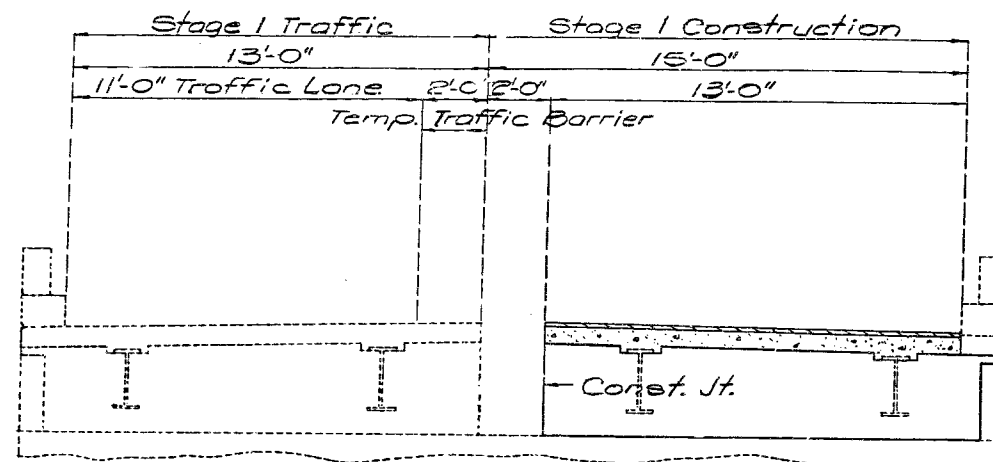 Stage 1 Traffic Stage 1 Construction
13'-0" 15'-0"
11'-0" Traffic Lane 2'-0 2'-0" 13'-0"
Temp. Traffic Barrier
Const. Jt.